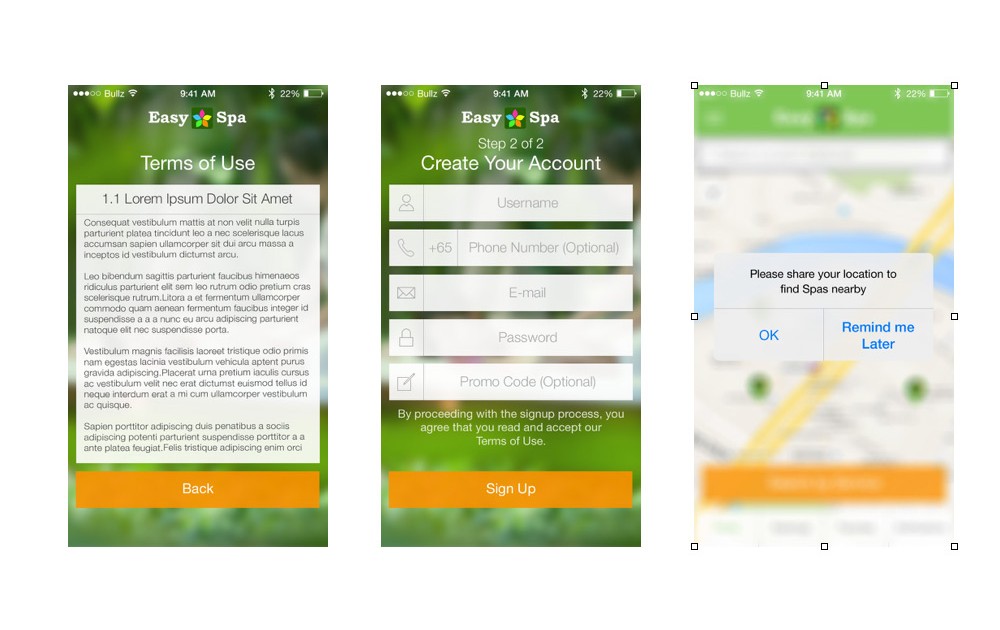 Bullz 9:41 AM 22%
Easy Spa
Terms of Use
1.1 Lorem Ipsum Dolor Sit Amet
Consequat vestibulum mattis at non velit nulla turpis
parturient platea tincidunt leo a nec scelerisque lacus
accumsan sapien ullamcorper sit dui arcu massa a
inceptos id vestibulum dictumst arcu.
Leo bibendum sagittis parturient faucibus himenaeos
ridiculus parturient elit sem leo rutrum odio pretium cras
scelerisque rutrum.Litora a et fermentum ullamcorper
commodo quam aenean fermentum faucibus integer id
suspendisse a a a nunc eu arcu adipiscing parturient
natoque elit nec suspendisse porta.
Vestibulum magnis facilisis laoreet tristique odio primis
nam egestas lacinia vestibulum vehicula aptent purus
gravida adipiscing.Placerat urna pretium iaculis cursus
ac vestibulum velit nec erat dictumst euismod tellus id
neque interdum erat a mi cum ullamcorper vestibulum
ac quisque.
Sapien porttitor adipiscing duis penatibus a sociis
adipiscing potenti parturient suspendisse porttitor a a
ante platea feugiat.Felis tristique adipiscing enim orci
Back
Bullz 9:41 AM 22%
Easy Spa
Step 2 of 2
Create Your Account
Username
+65 Phone Number (Optional)
E-mail
Password
Promo Code (Optional)
By proceeding with the signup process, you
agree that you read and accept our
Terms of Use.
Sign Up
Bullz 9:41 AM 22%
Please share your location to
find Spas nearby
OK
Remind me
Later